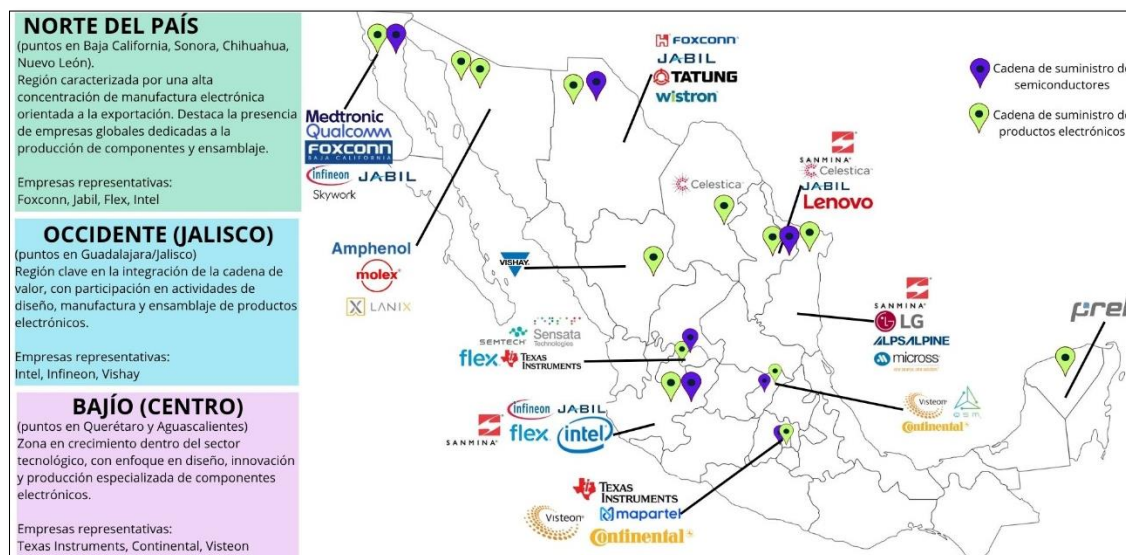 NORTE DEL PAÍS
(puntos en Baja California, Sonora, Chihuahua,
Nuevo León).
Región caracterizada por una alta
concentración de manufactura electrónica
orientada a la exportación. Destaca la presencia
de empresas globales dedicadas a la
producción de componentes y ensamblaje.
Empresas representativas:
Foxconn, Jabil, Flex, Intel
OCCIDENTE (JALISCO)
(puntos en Guadalajara/Jalisco)
Región clave en la integración de la cadena de
valor, con participación en actividades de
diseño, manufactura y ensamblaje de productos
electrónicos.
Empresas representativas:
Intel, Infineon, Vishay
BAJÍO (CENTRO)
(puntos en Querétaro y Aguascalientes)
Zona en crecimiento dentro del sector
tecnológico, con enfoque en diseño, innovación
y producción especializada de componentes
electrónicos.
Empresas representativas:
Texas Instruments, Continental, Visteon
Medtronic
Qualcomm
FOXCONN
BAJA CALIFORNIA
infineon JABIL
Skywork
Amphenol
molex
LANIX
FOXCONN
JABIL
TATUNG
wistron
Celestica
SANMINA
Celestica
JABIL
Lenovo
VISHAY
SANMINA
LG
ALPSALPINE
micross
SEMTECH Sensata
Technologies
flex TEXAS
INSTRUMENTS
infineon JABIL
SANMINA flex intel
TEXAS
INSTRUMENTS
Visteon mapartel
Continental
Visteon
Continental
Cadena de suministro de
semiconductores
Cadena de suministro de
productos electrónicos